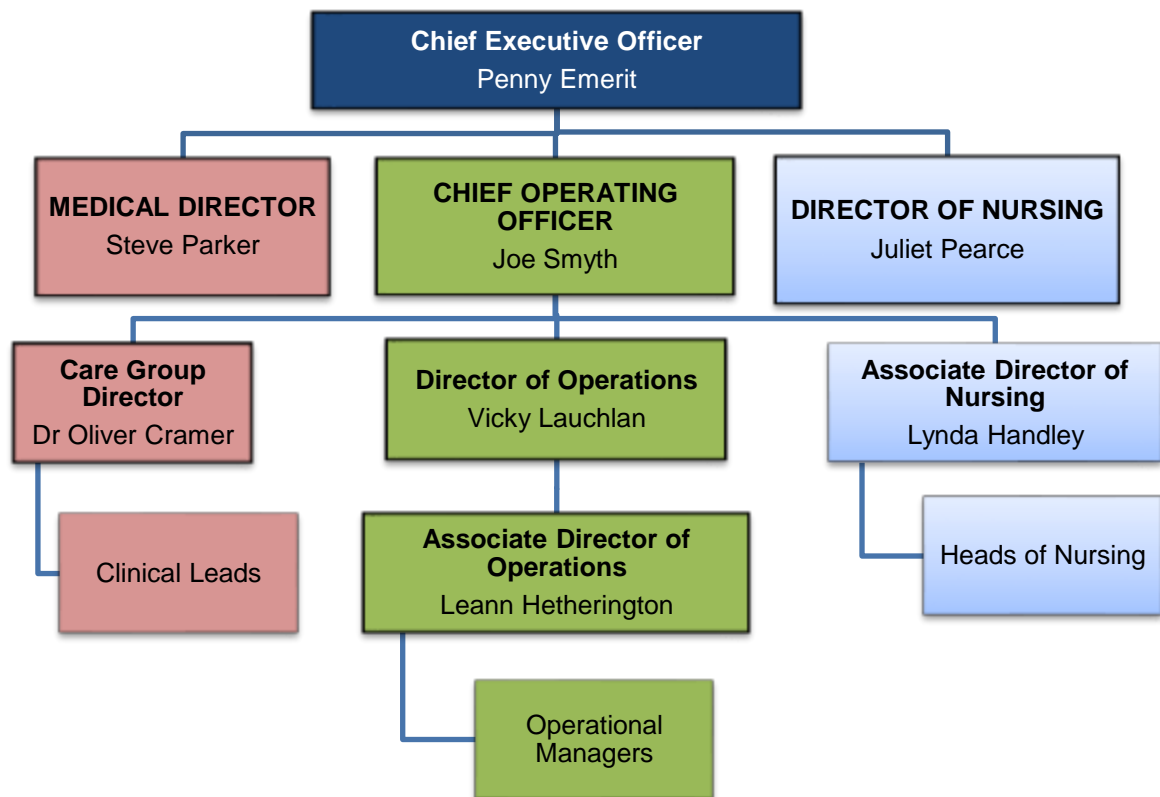 Chief Executive Officer
Penny Emerit
MEDICAL DIRECTOR
Steve Parker
CHIEF OPERATING
OFFICER
Joe Smyth
DIRECTOR OF NURSING
Juliet Pearce
Care Group
Director
Dr Oliver Cramer
Director of Operations
Vicky Lauchlan
Associate Director of
Nursing
Lynda Handley
Clinical Leads
Associate Director of
Operations
Leann Hetherington
Heads of Nursing
Operational
Managers